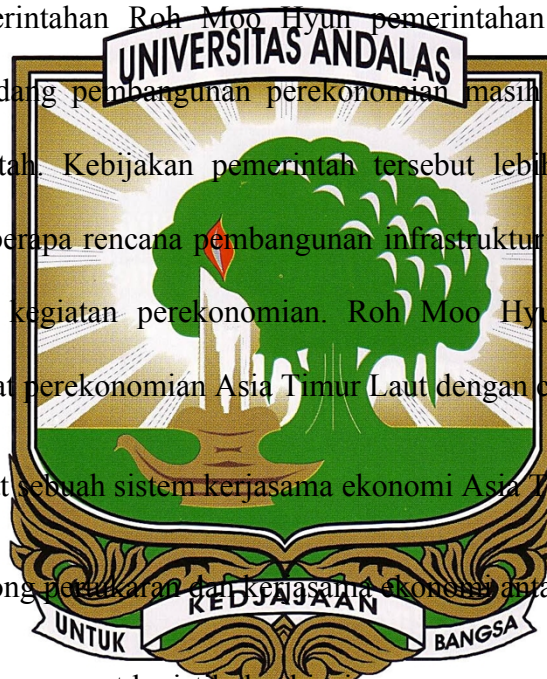 erintahan Roh Moo Hyun pemerintahan
UNIVERSITAS ANDALAS
dang pembangunan perekonomian masih
tah. Kebijakan pemerintah tersebut lebih
erapa rencana pembangunan infrastruktur
kegiatan perekonomian. Roh Moo Hyu
at perekonomian Asia Timur Laut dengan
t sebuah sistem kerjasama ekonomi Asia T
ong pertukaran dan kerjasama ekonomi anta
KEDJAJAAN
UNTUK BANGSA